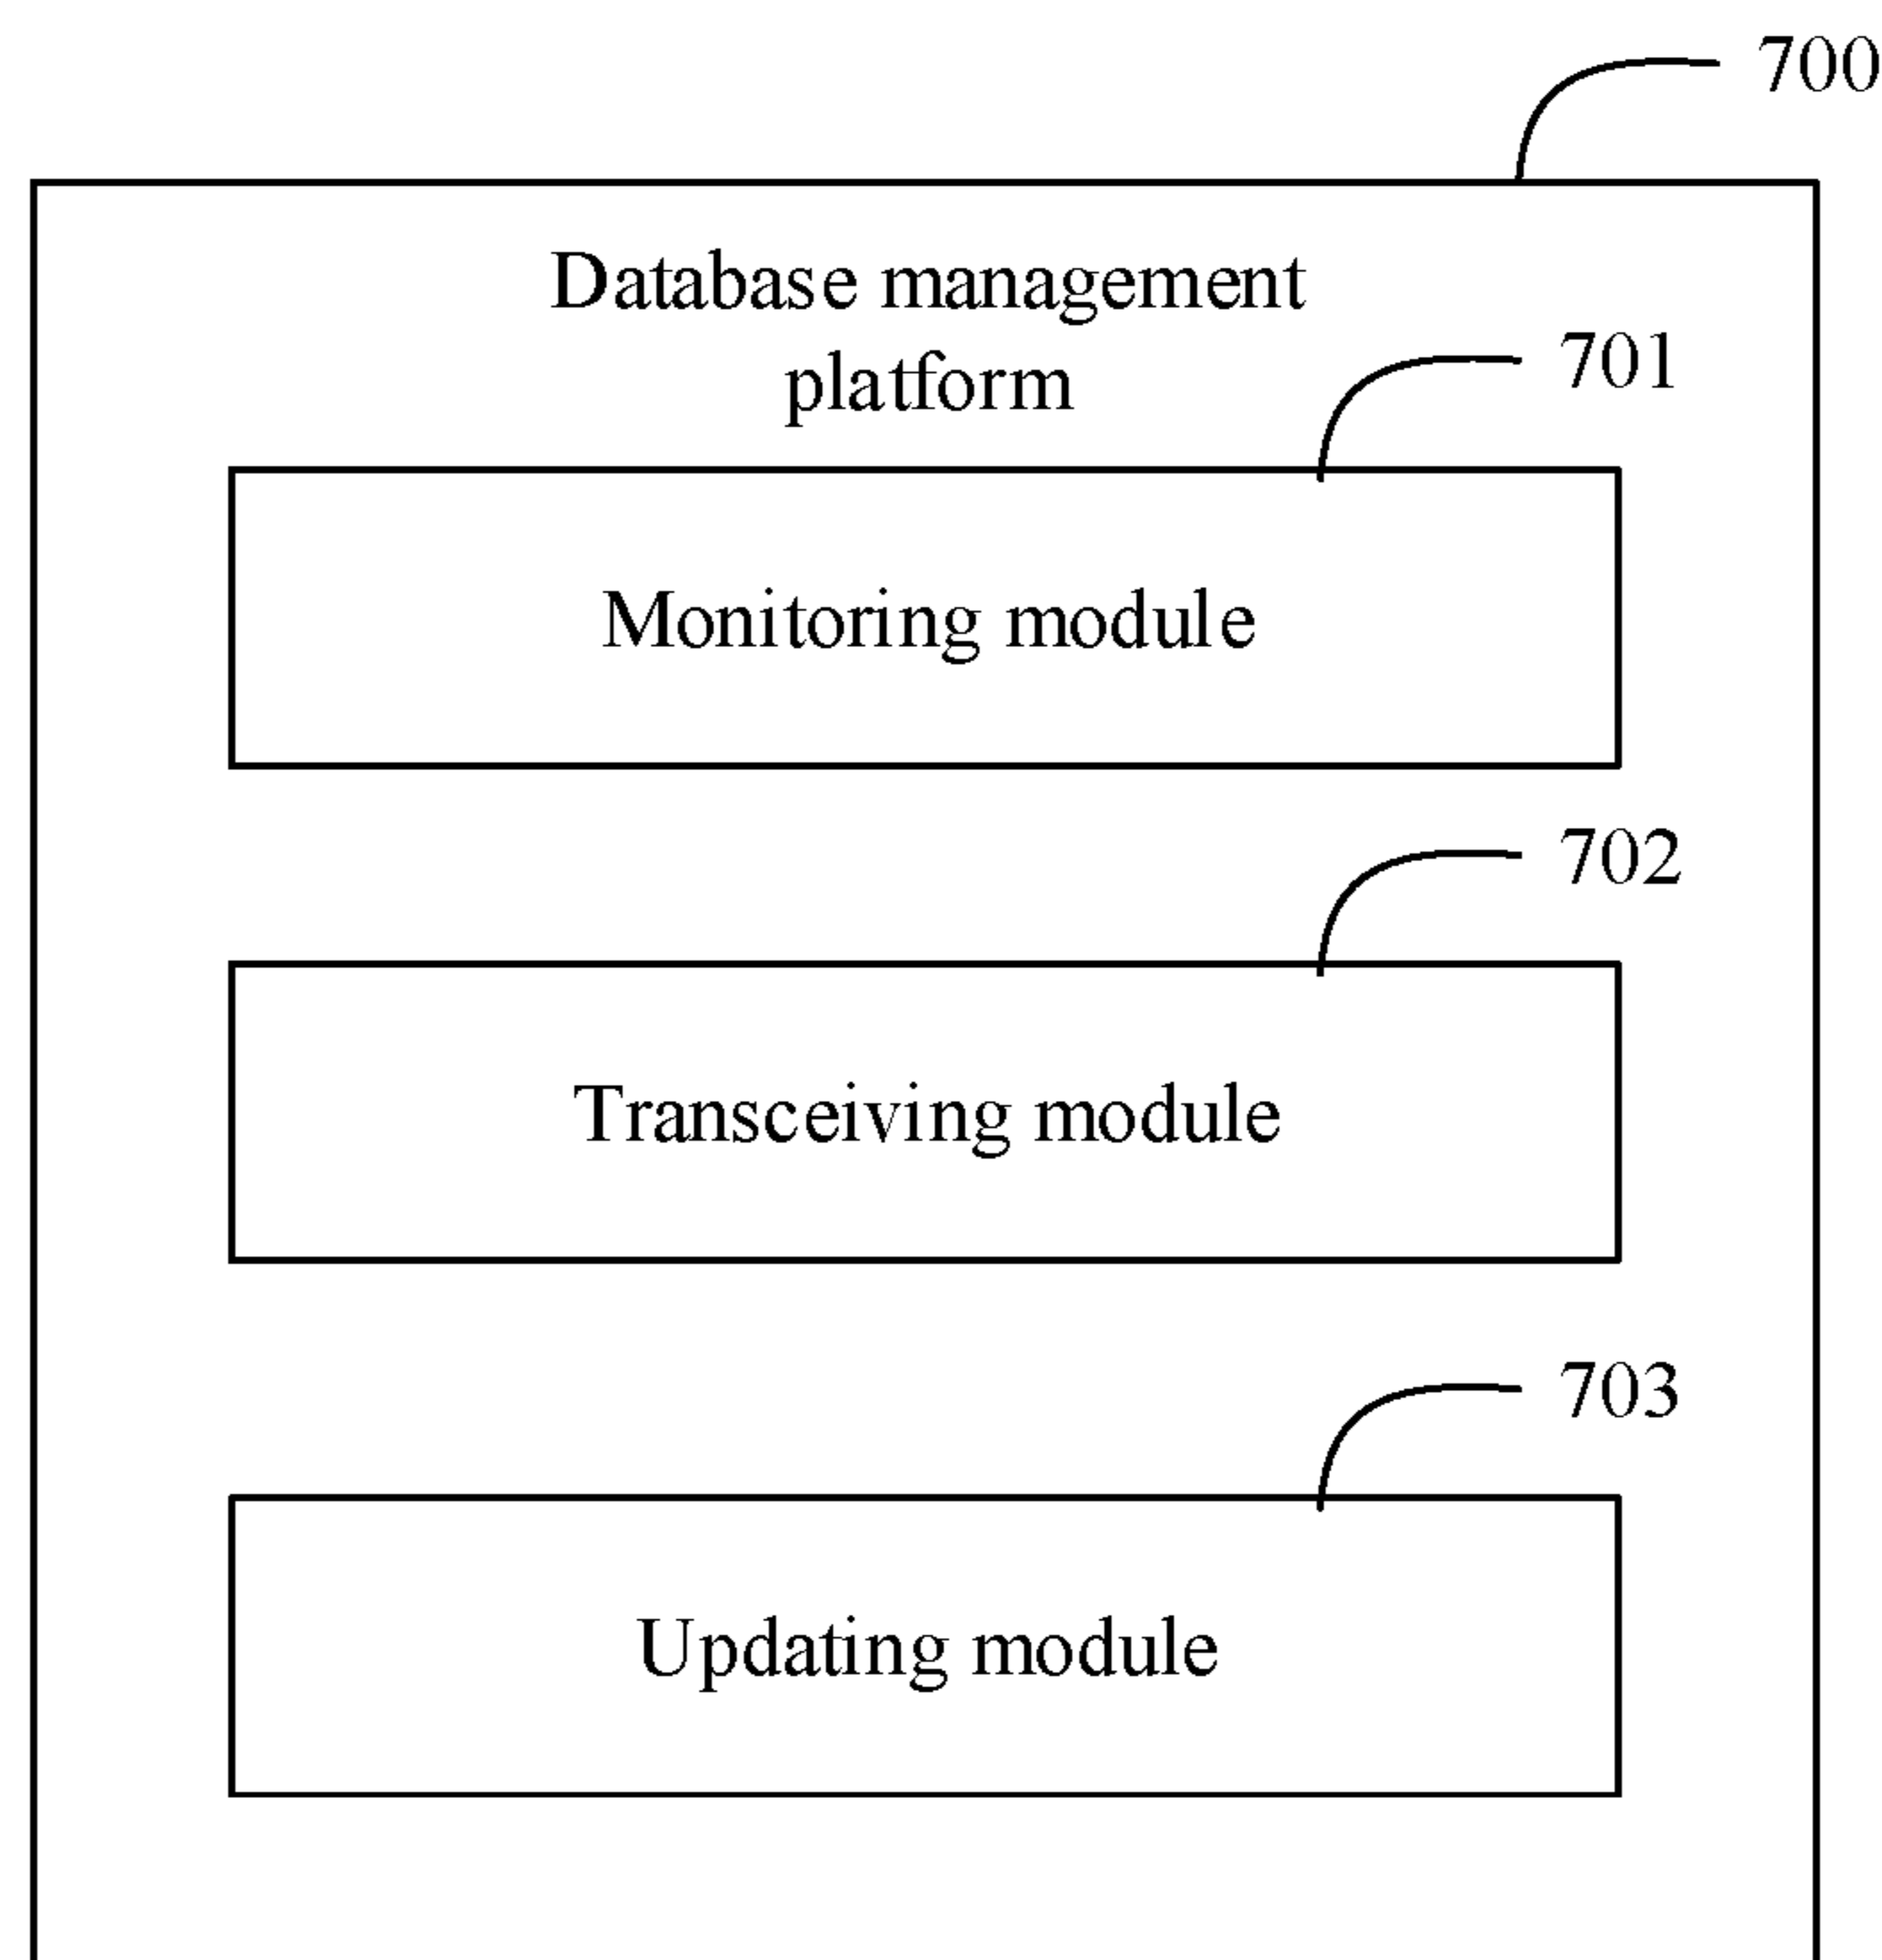 700
Database management
platform
701
Monitoring module
702
Transceiving module
703
Updating module